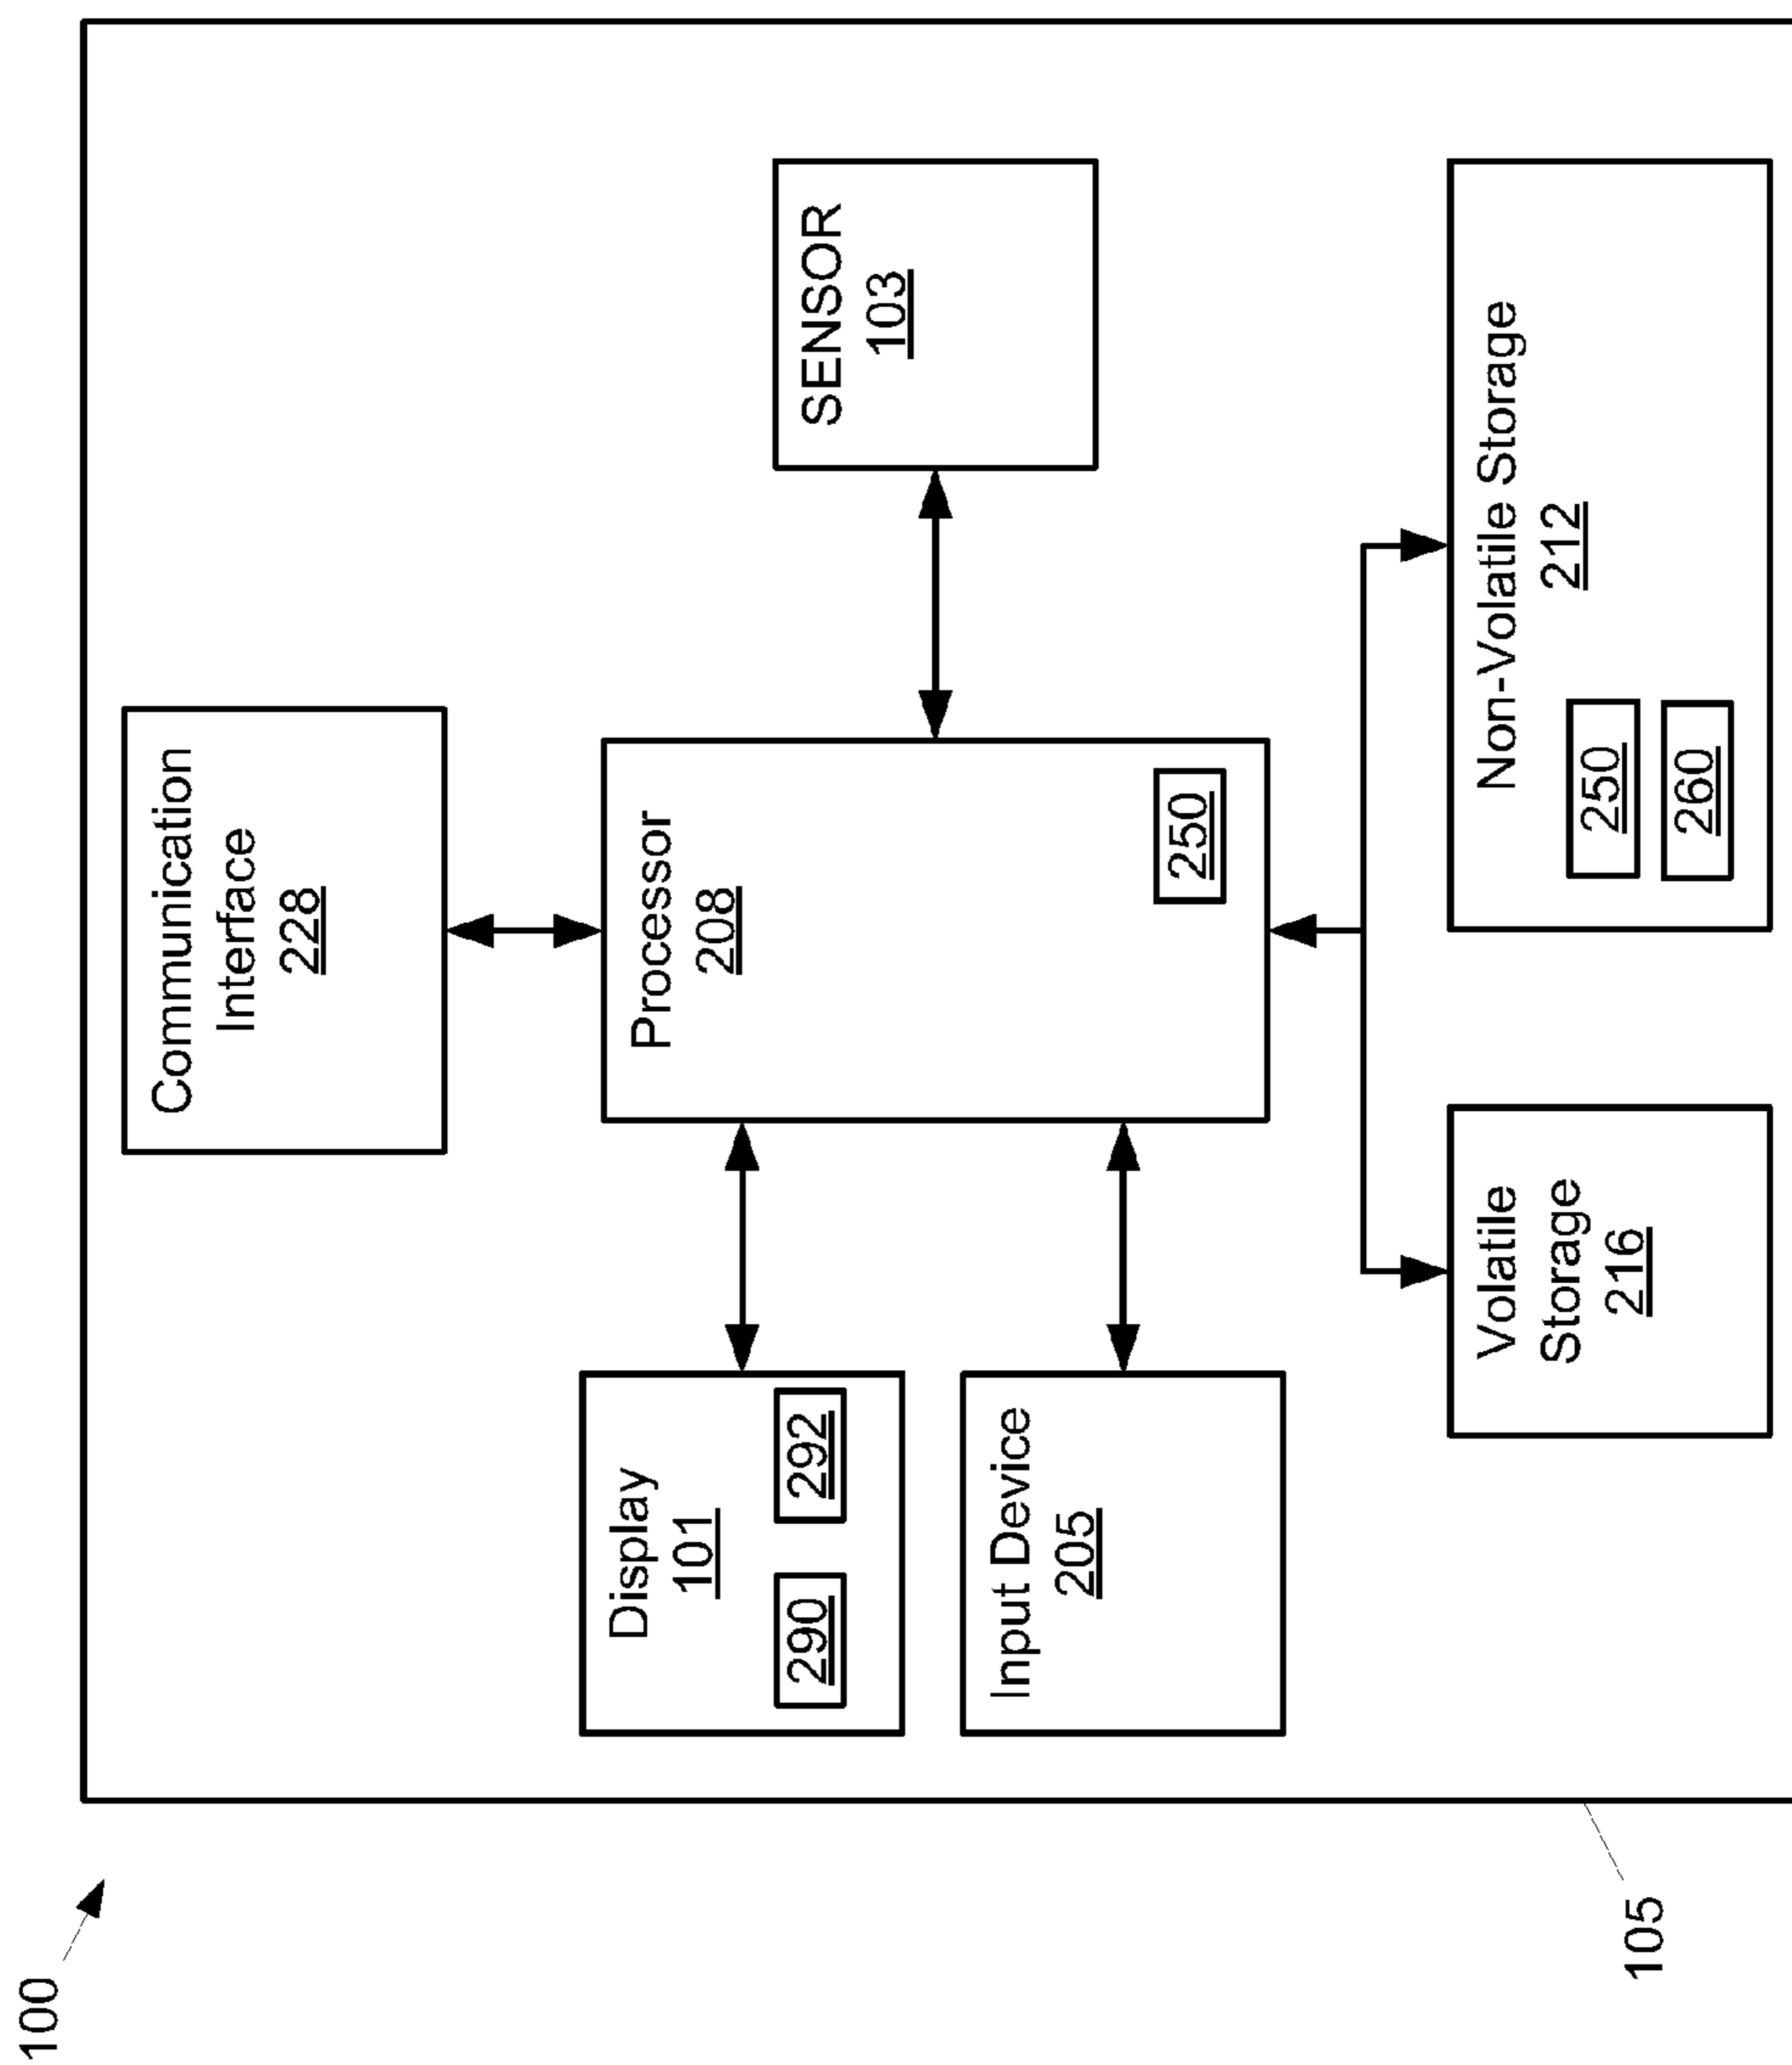 100
Communication
Interface
228
Display
101
290
292
Processor
208
250
SENSOR
103
Input Device
205
Volatile
Storage
216
Non-Volatile Storage
212
250
260
105